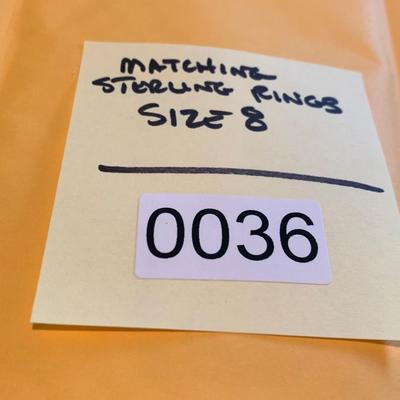 MATCHING
STERLING RINGS
SIZE 8
0036